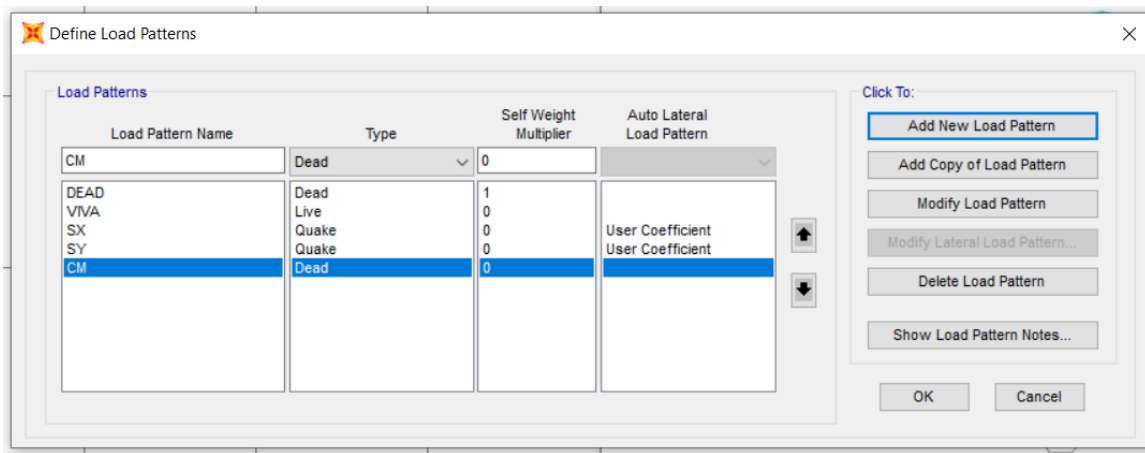 Define Load Patterns
Load Patterns
Click To:
Load Pattern Name Type Self Weight Multiplier Auto Lateral Load Pattern
CM Dead 0
DEAD Dead 1
VIVA Live 0
SX Quake 0 User Coefficient
SY Quake 0 User Coefficient
CM Dead 0
Add New Load Pattern
Add Copy of Load Pattern
Modify Load Pattern
Modify Lateral Load Pattern...
Delete Load Pattern
Show Load Pattern Notes...
OK Cancel